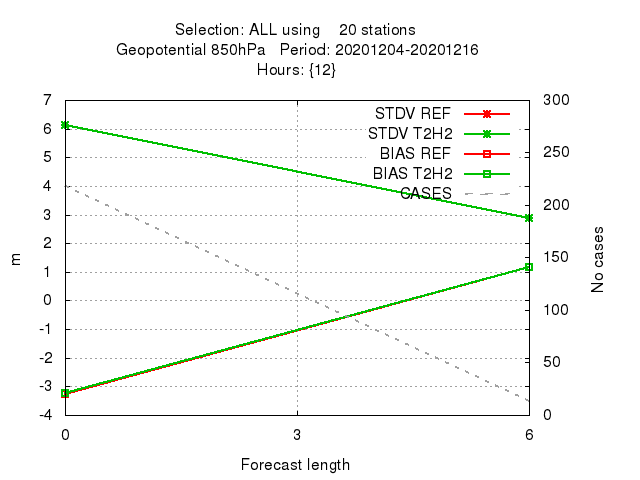 Selection: ALL using    20 stations
Geopotential 850hPa   Period: 20201204-20201216
Hours: {12}
STDV REF
STDV T2H2
BIAS REF
BIAS T2H2
CASES
7
6
5
4
3
2
1
0
-1
-2
-3
-4
m
300
250
200
150
100
50
0
No cases
0
3
6
Forecast length